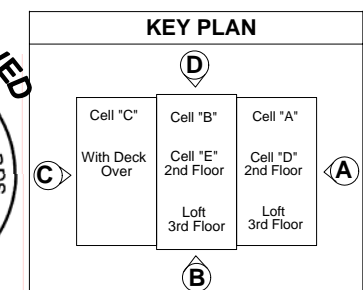 KEY PLAN
D
Cell "C"
With Deck
Over
Cell "B"
Cell "E"
2nd Floor
Loft
3rd Floor
Cell "A"
Cell "D"
2nd Floor
Loft
3rd Floor
C
A
B